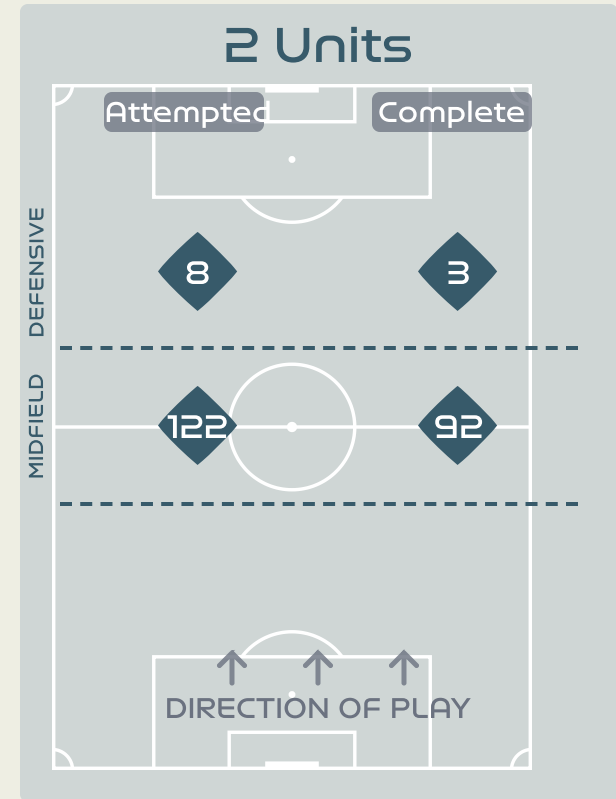 2 Units
Attempted Complete
DEFENSIVE
8 3
MIDFIELD
122 92
DIRECTION OF PLAY